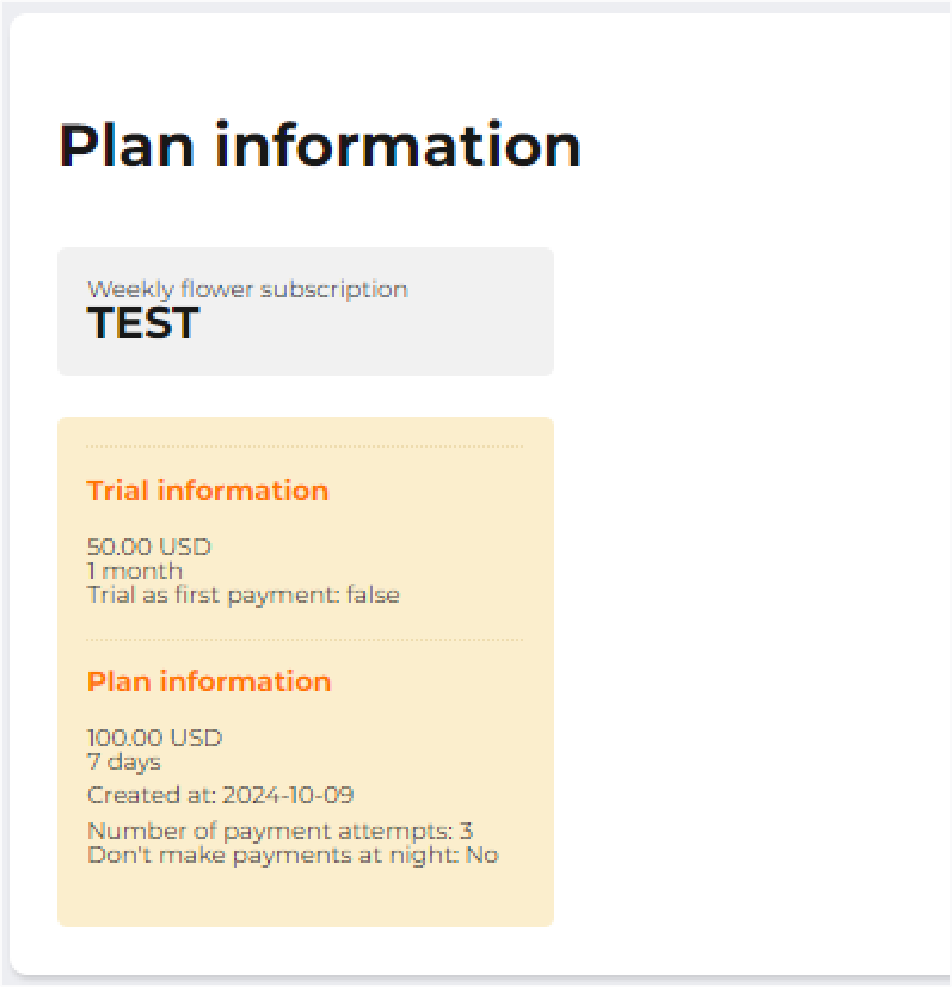 Plan information
Weekly flower subscription
TEST
Trial information
50.00 USD
1 month
Trial as first payment: false
Plan information
100.00 USD
7 days
Created at: 2024-10-09
Number of payment attempts: 3
Don't make payments at night: No